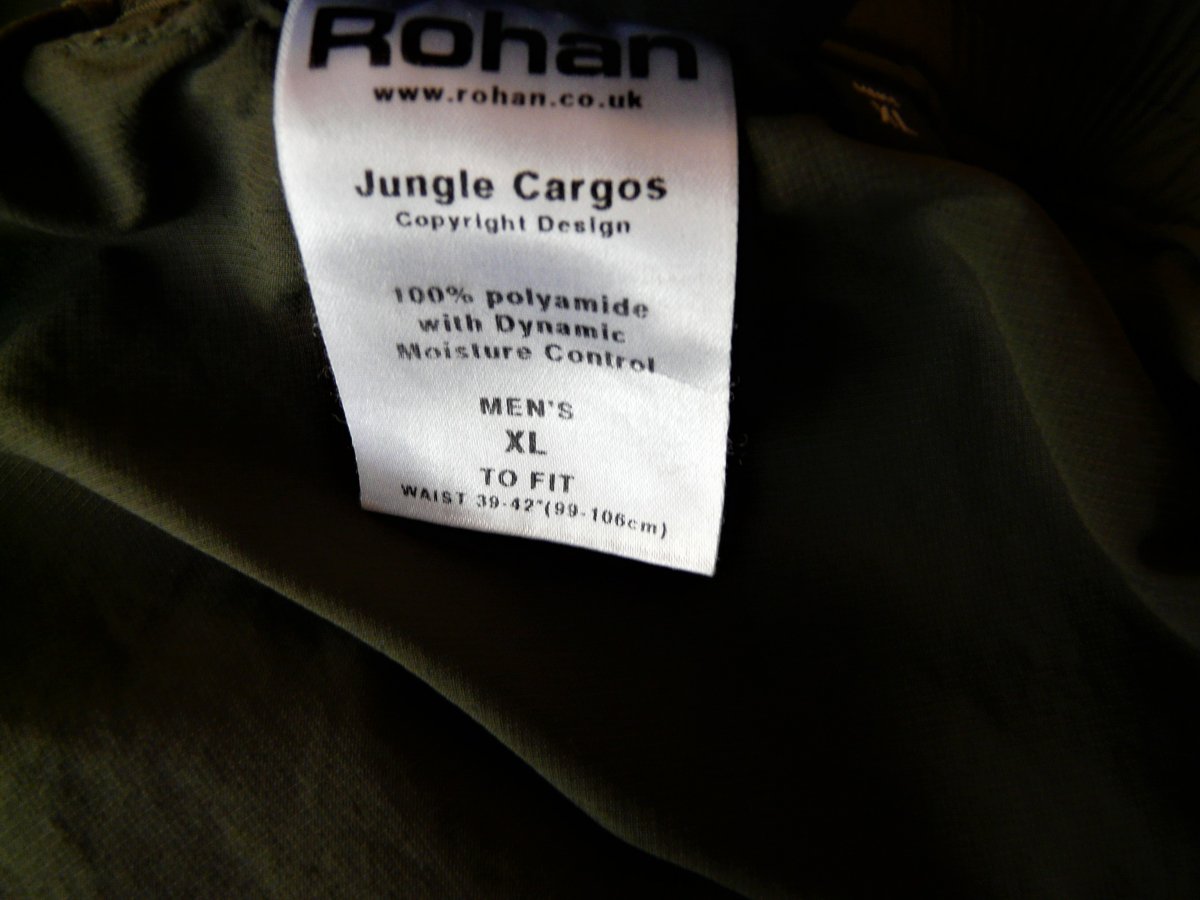 Rohan
www.rohan.co.uk
Jungle Cargos
Copyright Design
100% polyamide
with Dynamic
Moisture Control
MEN'S
XL
TO FIT
WAIST 39-42"(99-106cm)
XL